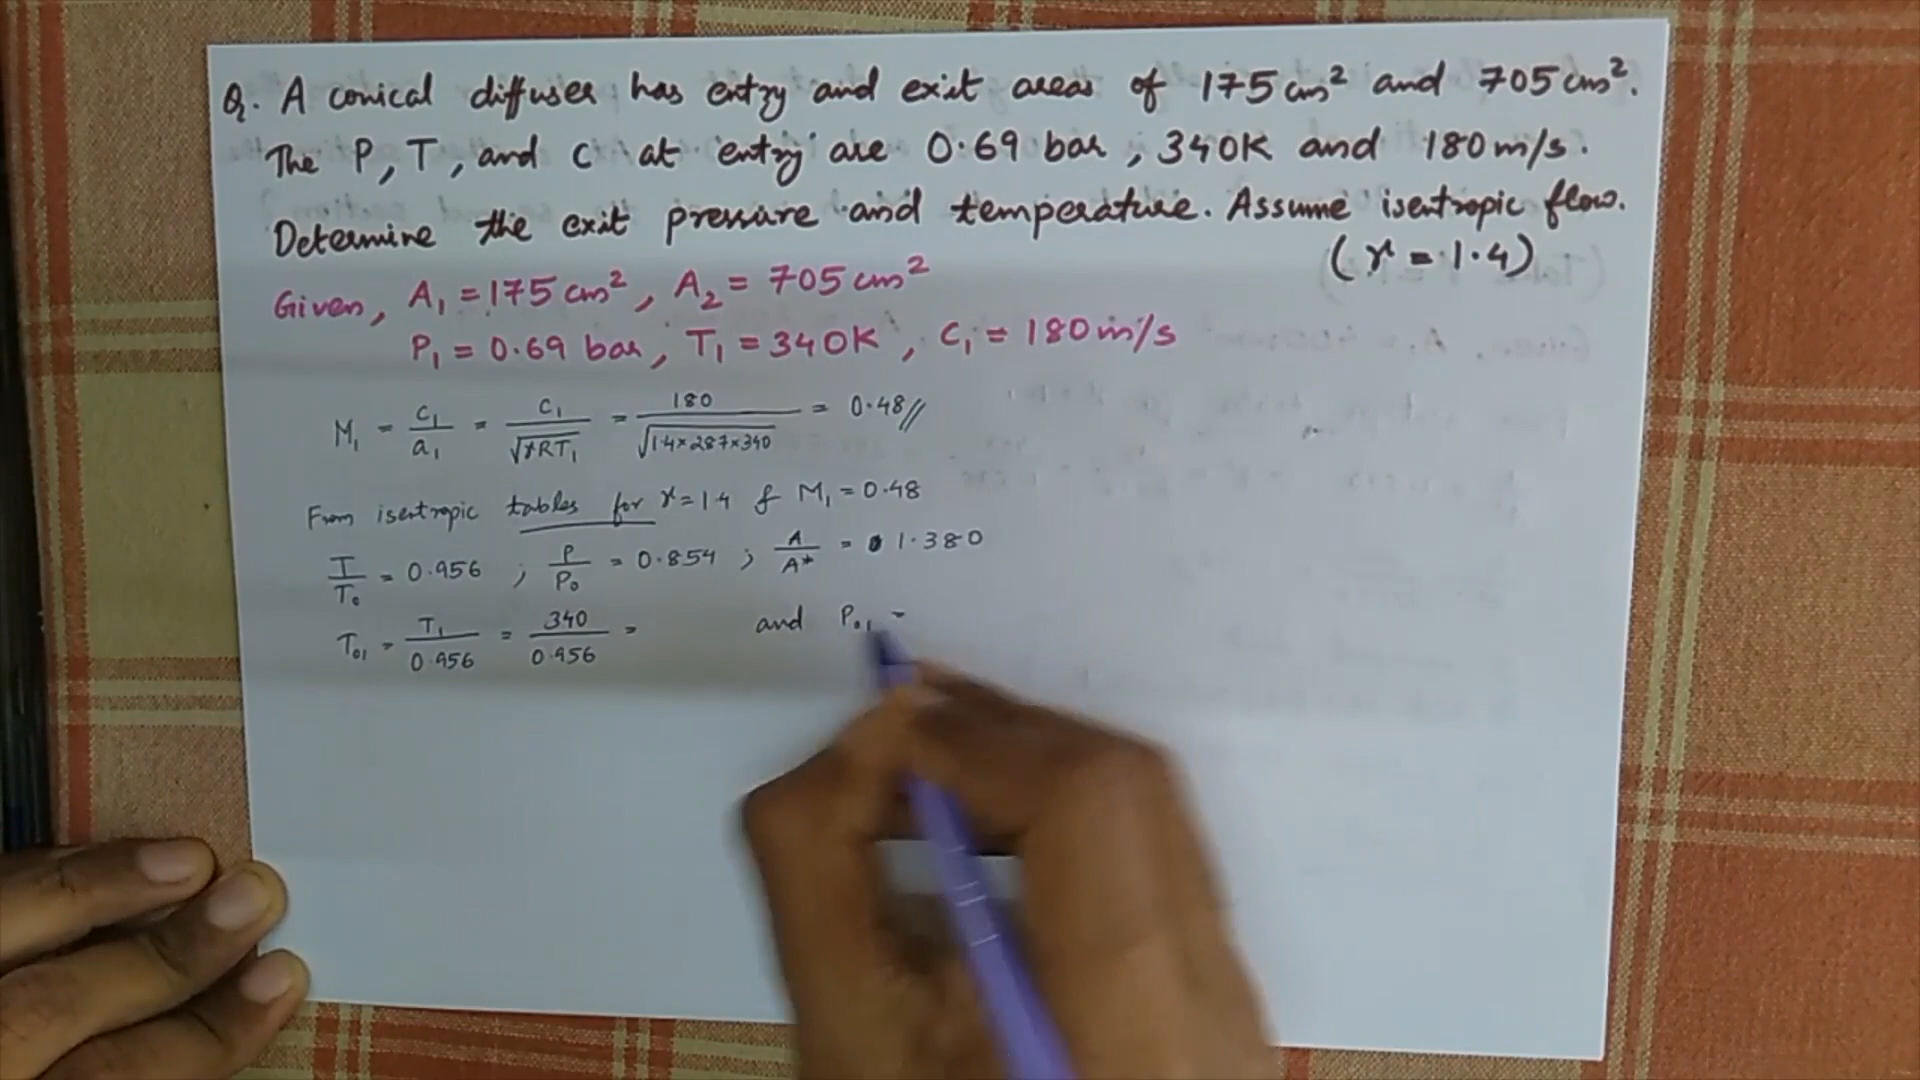 Q. A conical diffuser has entry and exit areas of 175 cm² and 705 cm².
The P, T, and C at entry are 0.69 bar, 340K and 180 m/s.
Determine the exit pressure and temperature. Assume isentropic flow.
(γ = 1.4)
Given, A₁ = 175 cm², A₂ = 705 cm²
P₁ = 0.69 bar, T₁ = 340K, C₁ = 180 m/s
M₁ = C₁/a₁ = C₁/√γRT₁ = 180/√1.4×287×340 = 0.48//
From isentropic tables for γ = 1.4 & M₁ = 0.48
T/T₀ = 0.956 ; P/P₀ = 0.854 ; A/A* = 1.380
T₀₁ = T₁/0.956 = 340/0.956 = and P₀₁ =